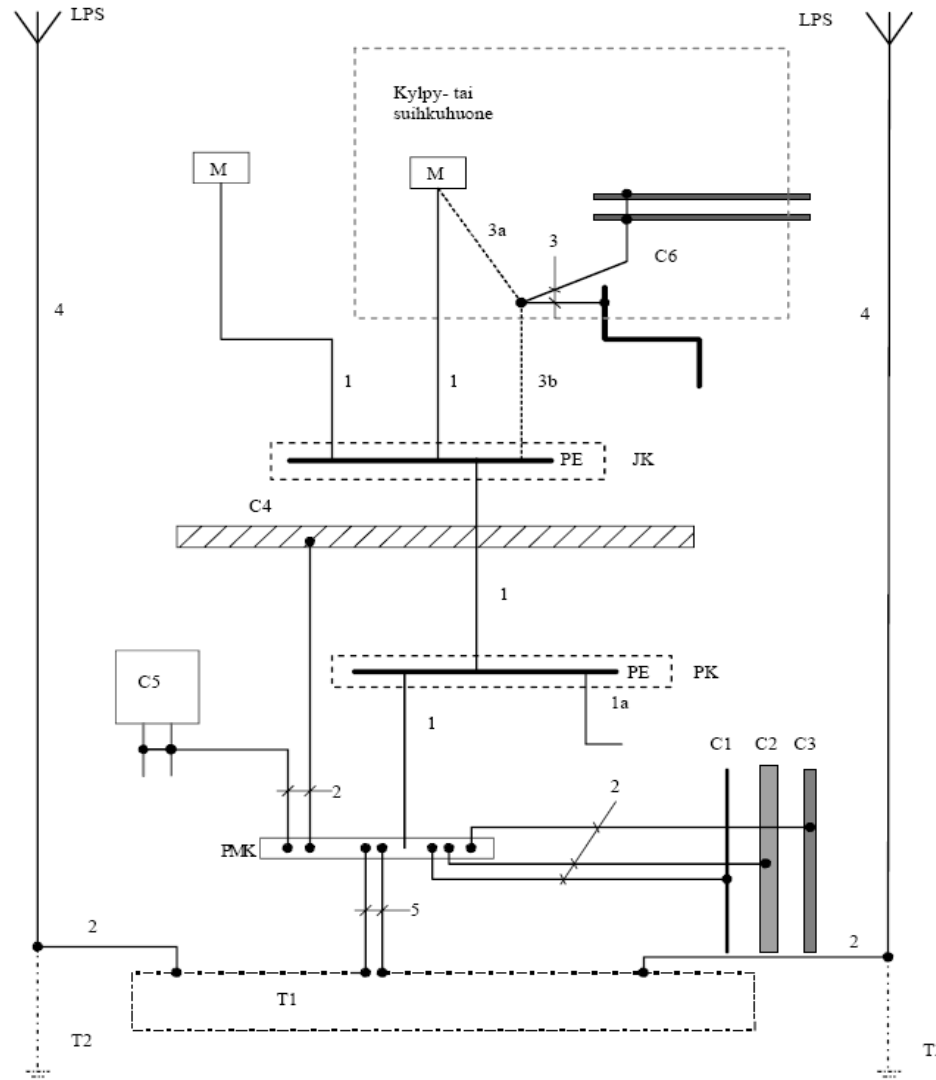 LPS
LPS
Kylpy- tai
suihkuhuone
M
M
3a
3
C6
4
4
1
1
3b
PE
JK
C4
1
PE
PK
C5
1a
1
C1
C2
C3
2
2
PMK
5
2
2
T1
T2